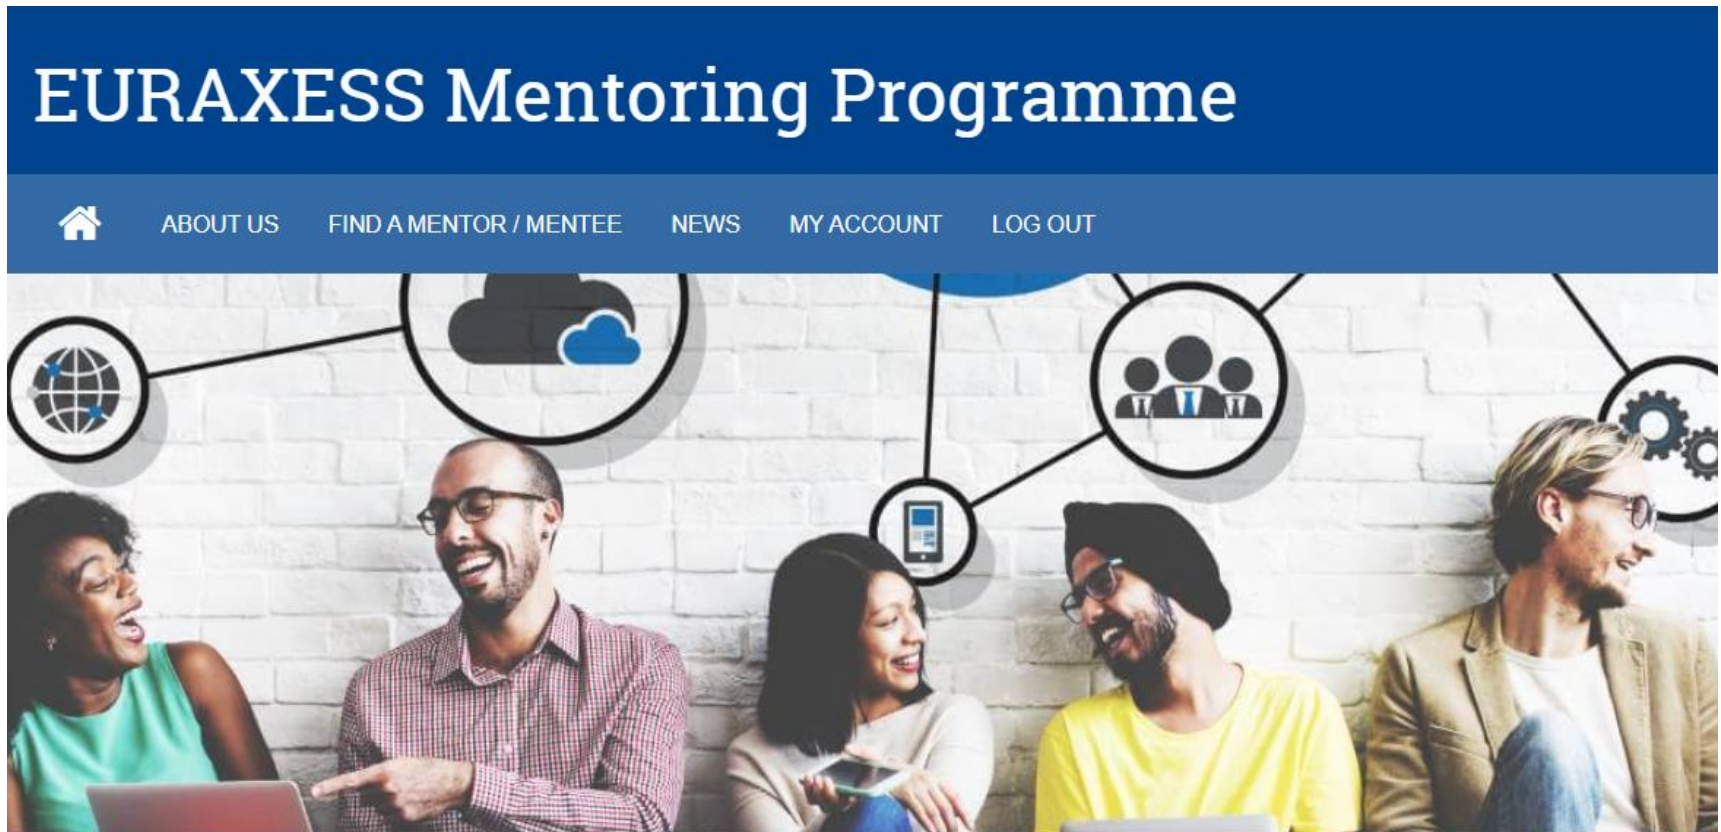 EURAXESS Mentoring Programme
ABOUT US FIND A MENTOR / MENTEE NEWS MY ACCOUNT LOG OUT